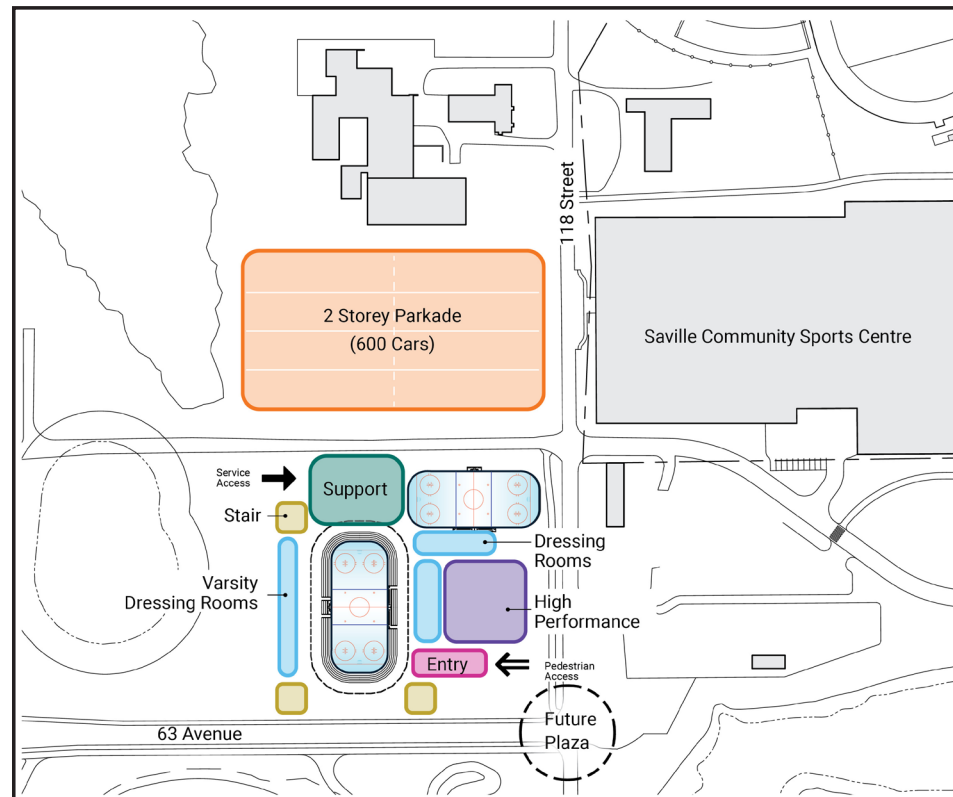 118 Street
2 Storey Parkade
(600 Cars)
Saville Community Sports Centre
Service
Access
Support
Stair
Dressing
Rooms
Varsity
Dressing Rooms
High
Performance
Entry
Pedestrian
Access
63 Avenue
Future
Plaza